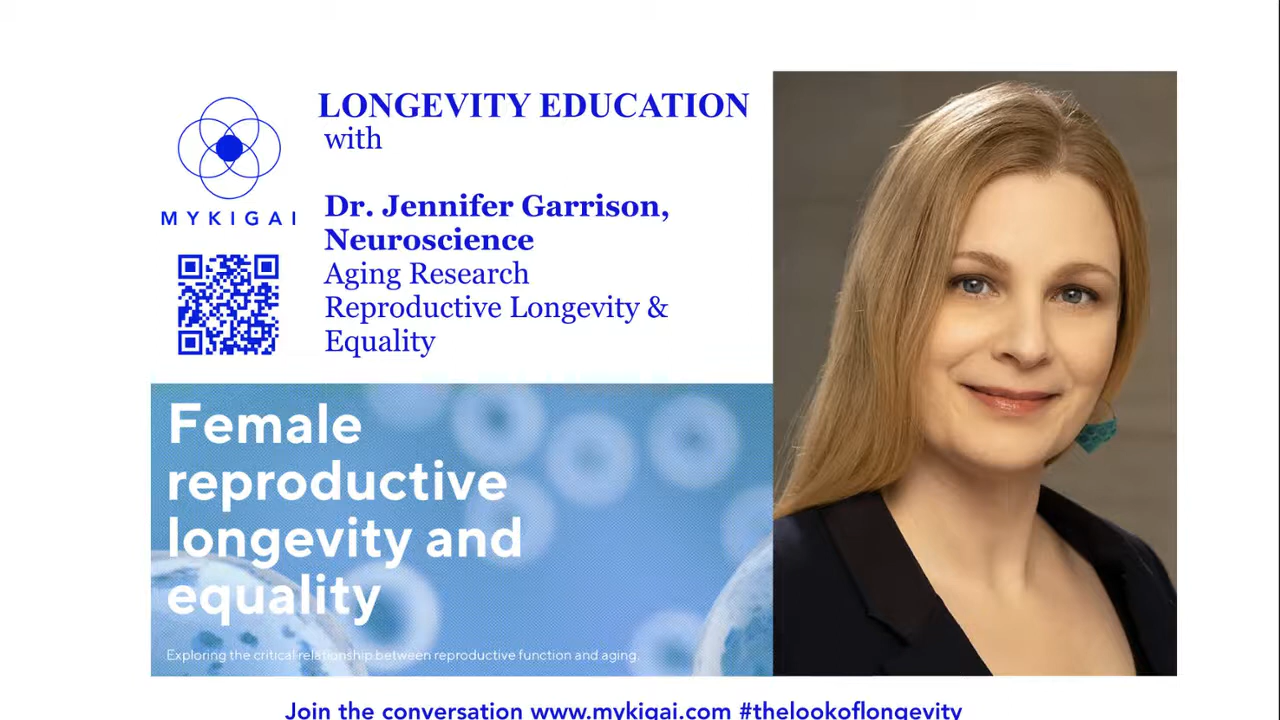 LONGEVITY EDUCATION
with
MYKIGAI
Dr. Jennifer Garrison,
Neuroscience
Aging Research
Reproductive Longevity &
Equality
Female
reproductive
longevity and
equality
Exploring the critical relationship between reproductive function and aging.
Join the conversation www.mykigai.com #thelookoflongevity